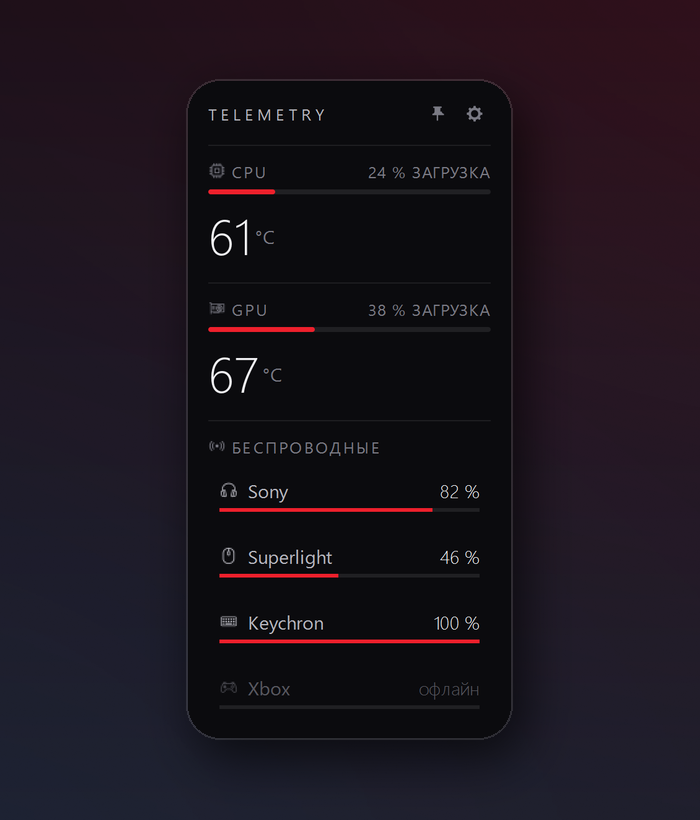 TELEMETRY
CPU 24 % ЗАГРУЗКА
61 °C
GPU 38 % ЗАГРУЗКА
67 °C
БЕСПРОВОДНЫЕ
Sony 82 %
Superlight 46 %
Keychron 100 %
Xbox офлайн